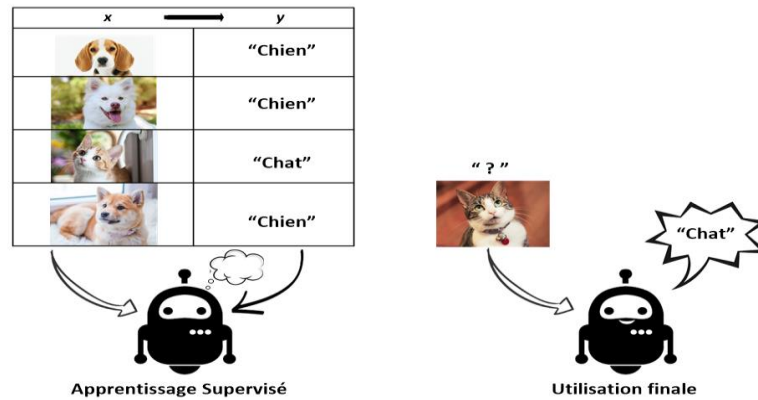 x y
“Chien”
“Chien”
“Chat”
“Chien”
“ ? ”
“Chat”
Apprentissage Supervisé
Utilisation finale